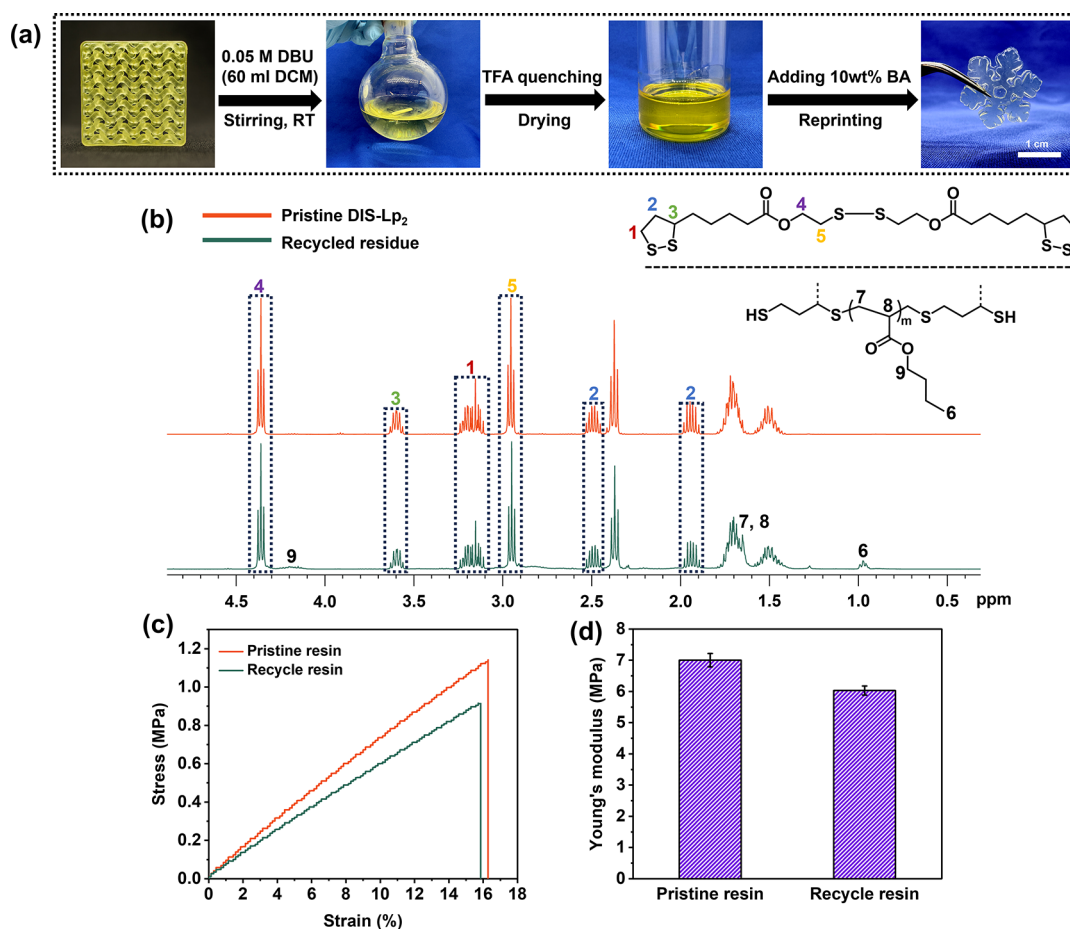 (a)
0.05 M DBU
(60 ml DCM)
Stirring, RT
TFA quenching
Drying
Adding 10wt% BA
Reprinting
1 cm
(b)
Pristine DIS-Lp₂
Recycled residue
O
4
2
3
S
S
O
1
O
5
O
S
S
S
S
7
8
HS
S
m
S
SH
O
O
9
6
4
5
1
3
2
2
9
7, 8
6
4.5
4.0
3.5
3.0
2.5
2.0
1.5
1.0
0.5
ppm
(c)
Pristine resin
Recycle resin
Stress (MPa)
1.2
1.0
0.8
0.6
0.4
0.2
0.0
0
2
4
6
8
10
12
14
16
18
Strain (%)
(d)
Young's modulus (MPa)
8
7
6
5
4
3
2
1
0
Pristine resin
Recycle resin